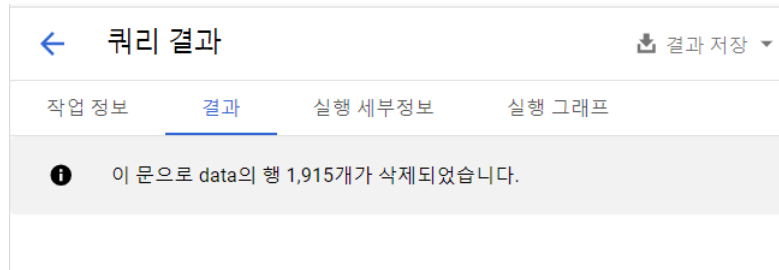 쿼리 결과
결과 저장
작업 정보 결과 실행 세부정보 실행 그래프
이 문으로 data의 행 1,915개가 삭제되었습니다.